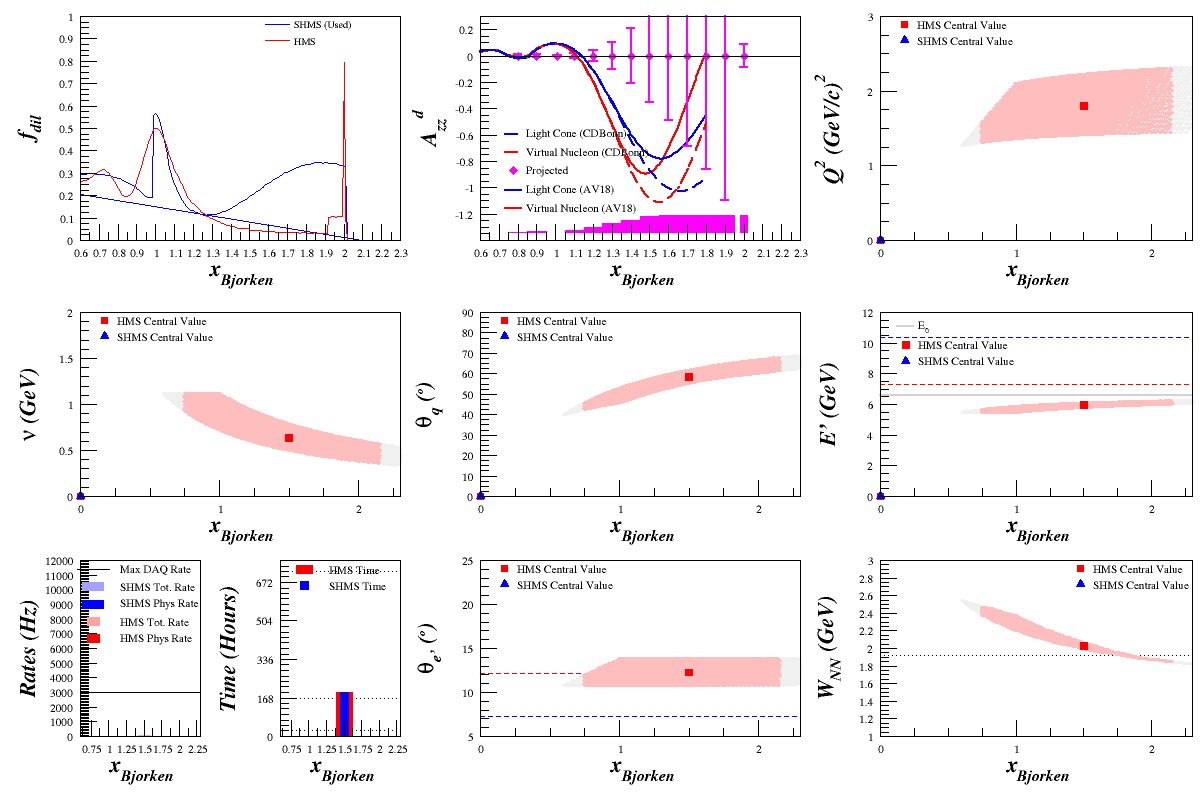 1
0.9
0.8
0.7
0.6
0.5
0.4
0.3
0.2
0.1
0
f_dil
SHMS (Used)
HMS
0.6 0.7 0.8 0.9 1 1.1 1.2 1.3 1.4 1.5 1.6 1.7 1.8 1.9 2 2.1 2.2 2.3
x_Bjorken
0.2
0
-0.2
-0.4
-0.6
-0.8
-1
-1.2
A_zz^d
Light Cone (CDBonn)
Virtual Nucleon (CDBonn)
Projected
Light Cone (AV18)
Virtual Nucleon (AV18)
0.6 0.7 0.8 0.9 1 1.1 1.2 1.3 1.4 1.5 1.6 1.7 1.8 1.9 2 2.1 2.2 2.3
x_Bjorken
3
2
1
0
Q² (GeV/c)²
HMS Central Value
SHMS Central Value
1 2
x_Bjorken
2
1.5
1
0.5
0
ν (GeV)
HMS Central Value
SHMS Central Value
0 1 2
x_Bjorken
90
80
70
60
50
40
30
20
10
0
θ_q (°)
HMS Central Value
SHMS Central Value
0 1 2
x_Bjorken
12
10
8
6
4
2
0
E' (GeV)
E₀
HMS Central Value
SHMS Central Value
0 1 2
x_Bjorken
12000
11000
10000
9000
8000
7000
6000
5000
4000
3000
2000
1000
0
Rates (Hz)
Max DAQ Rate
SHMS Tot. Rate
SHMS Phys Rate
HMS Tot. Rate
HMS Phys Rate
0.75 1 1.25 1.5 1.75 2 2.25
x_Bjorken
672
504
336
168
0
Time (Hours)
HMS Time
SHMS Time
0.75 1 1.25 1.5 1.75 2 2.25
x_Bjorken
25
20
15
10
5
θ_e' (°)
HMS Central Value
SHMS Central Value
0 1 2
x_Bjorken
3
2.8
2.6
2.4
2.2
2
1.8
1.6
1.4
1.2
1
W_NN (GeV)
HMS Central Value
SHMS Central Value
0 1 2
x_Bjorken